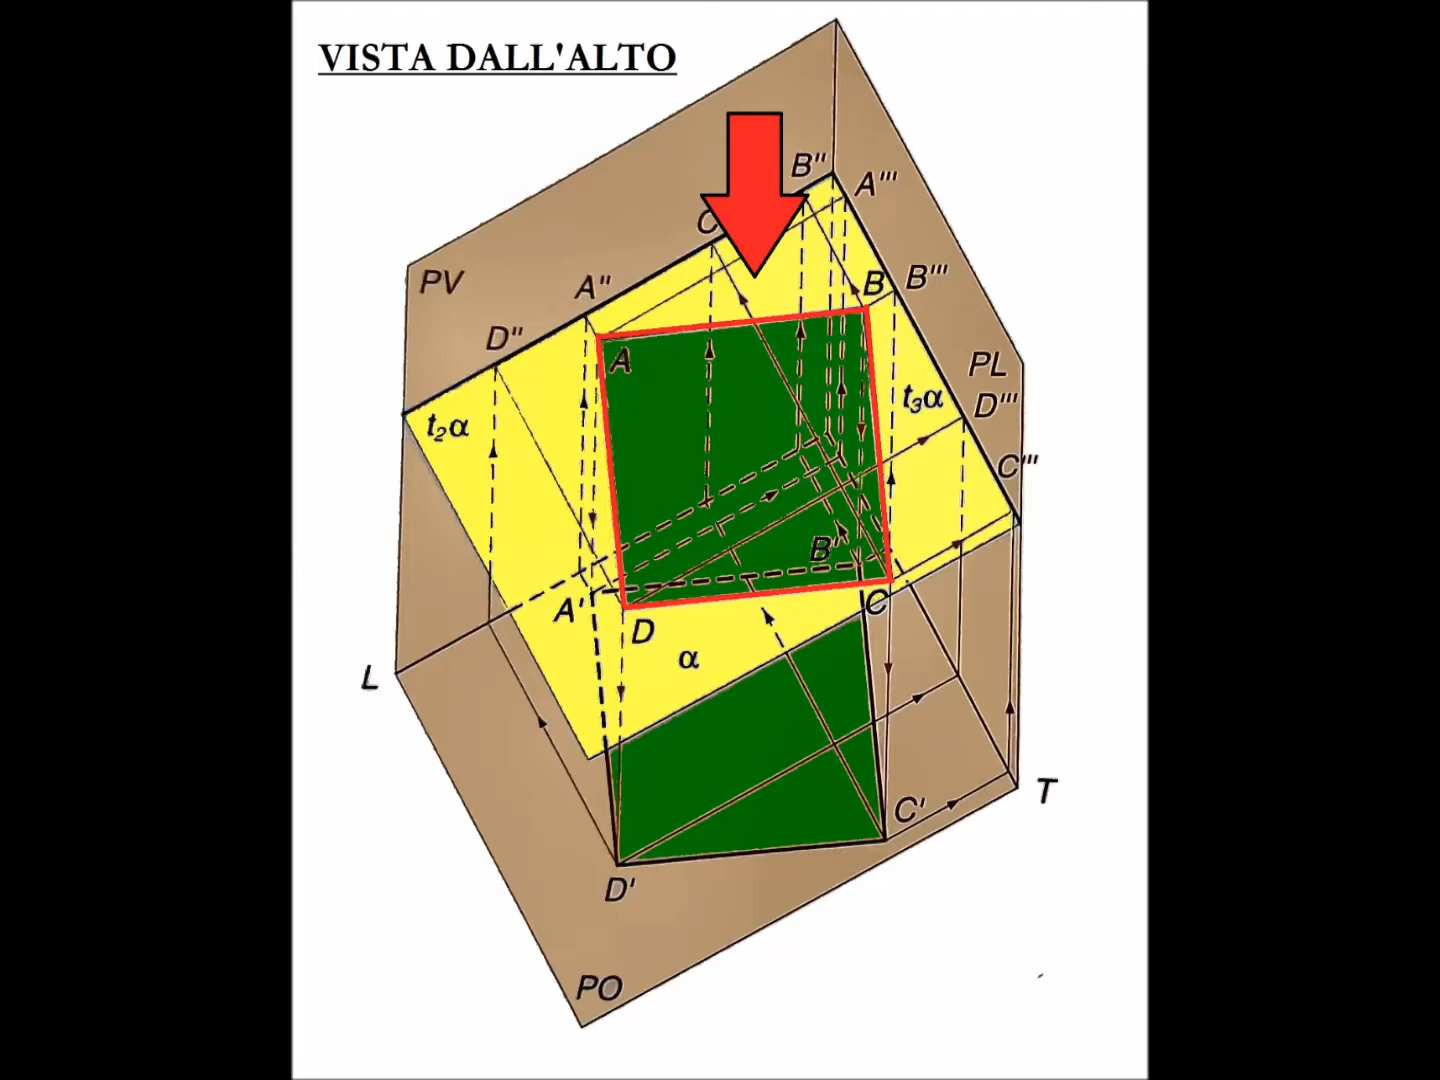 VISTA DALL'ALTO
B"
A'''
C
PV
A"
B
B'''
D"
PL
A
t₃α
D'''
t₂α
C'''
B'
A'
C
D
α
L
T
C'
D'
PO